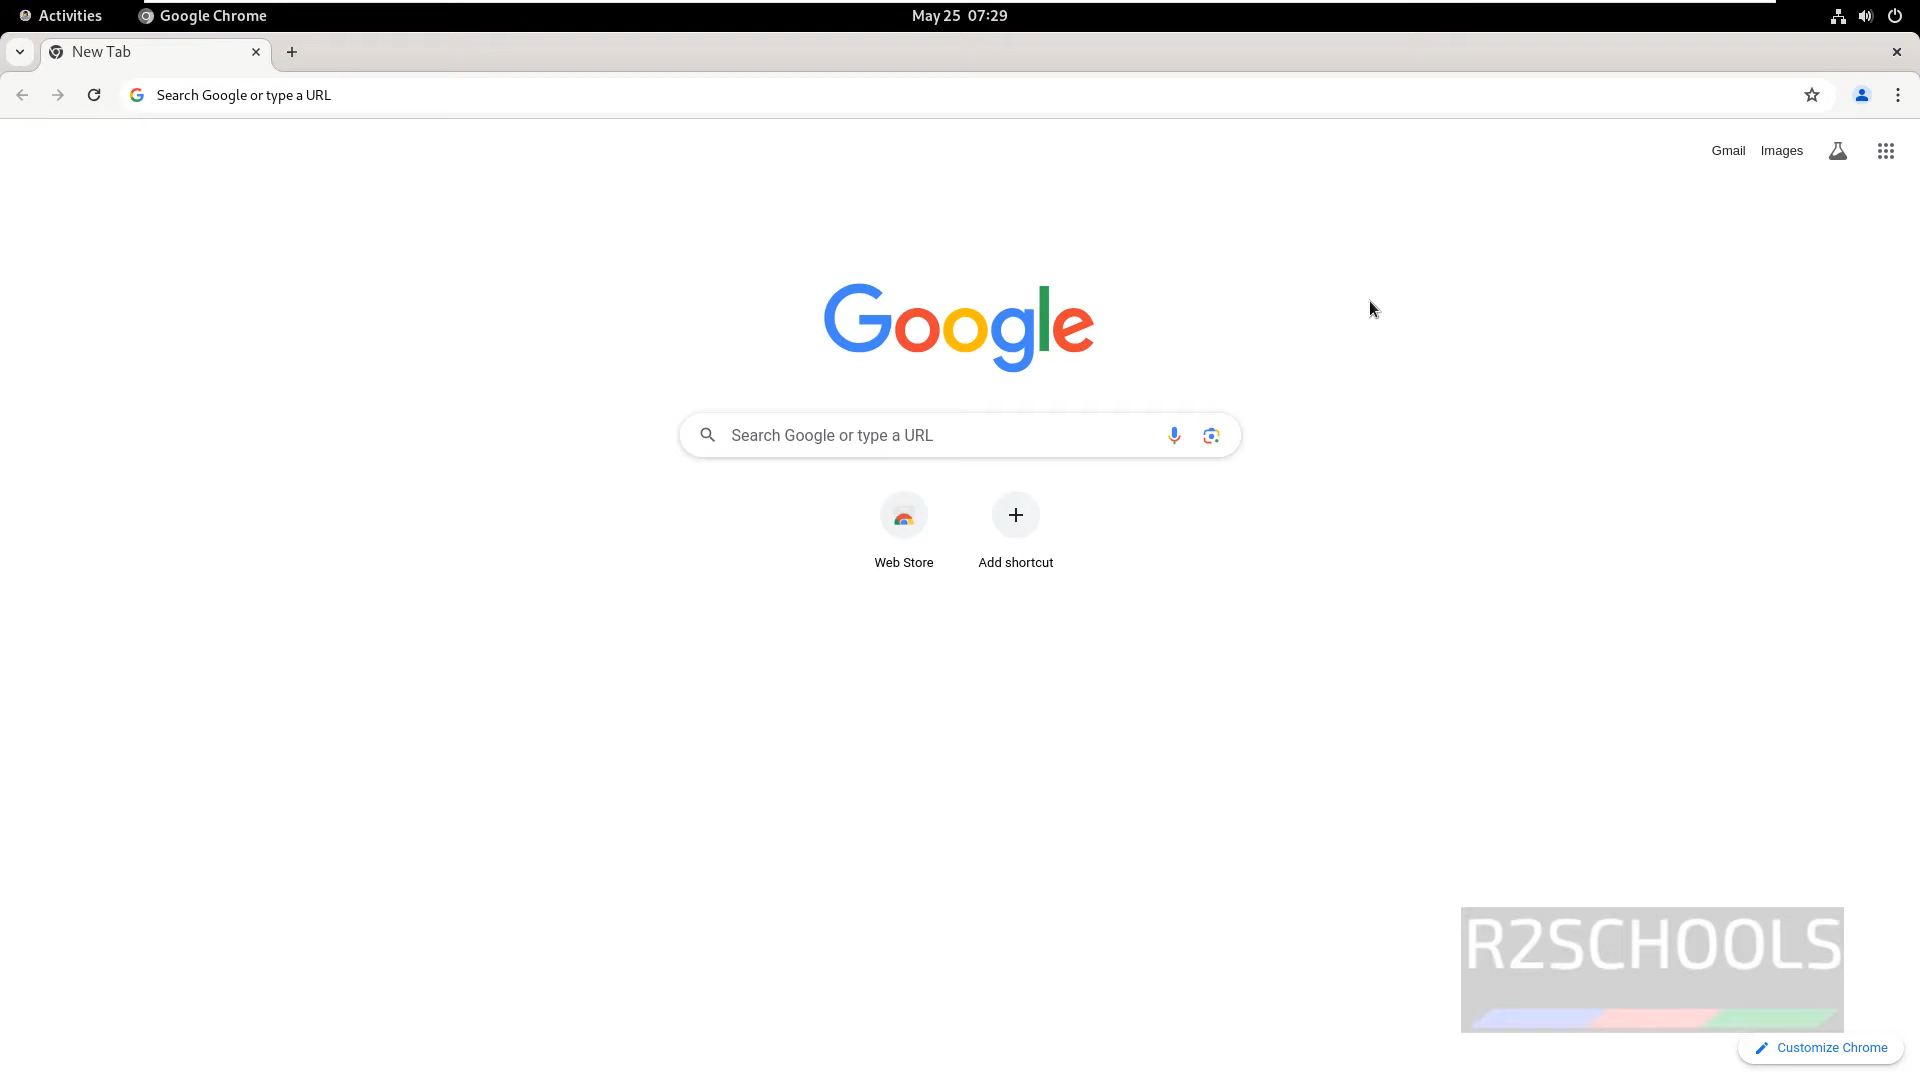 Activities Google Chrome May 25 07:29
New Tab
Search Google or type a URL
Gmail Images
Google
Search Google or type a URL
Web Store Add shortcut
R2SCHOOLS
Customize Chrome